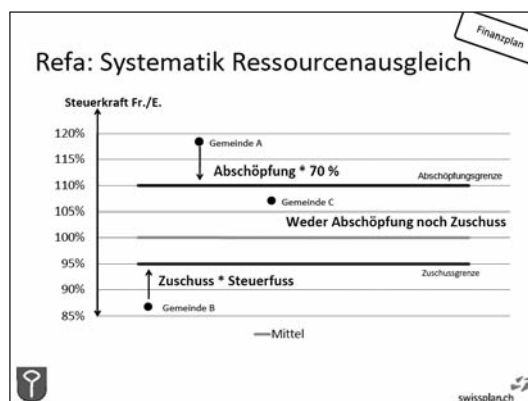 Finanzplan
Refa: Systematik Ressourcenausgleich
Steuerkraft Fr./E.
120%
Gemeinde A
115%
Abschöpfung * 70 %
110%
Abschöpfungsgrenze
Gemeinde C
105%
Weder Abschöpfung noch Zuschuss
100%
95%
Zuschussgrenze
Zuschuss * Steuerfuss
90%
Gemeinde B
85%
Mittel
swissplan.ch